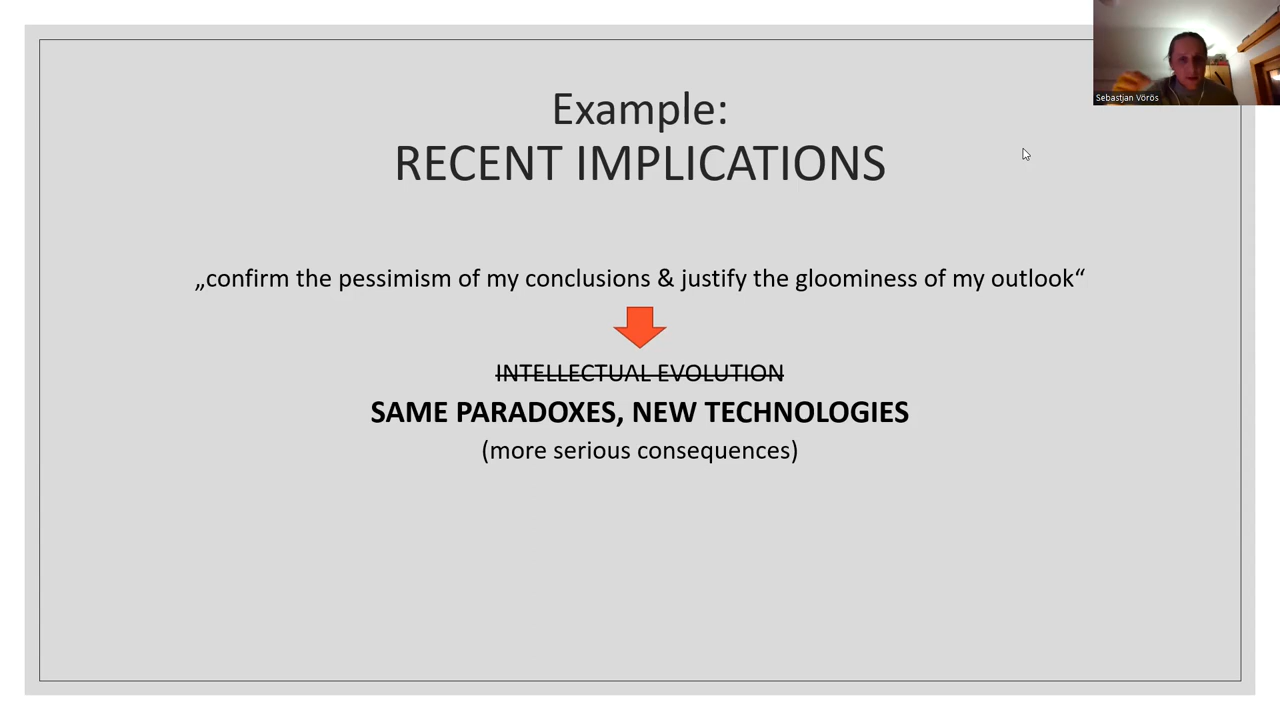 Sebastjan Vörös
Example:
RECENT IMPLICATIONS
„confirm the pessimism of my conclusions & justify the gloominess of my outlook“
INTELLECTUAL EVOLUTION
SAME PARADOXES, NEW TECHNOLOGIES
(more serious consequences)